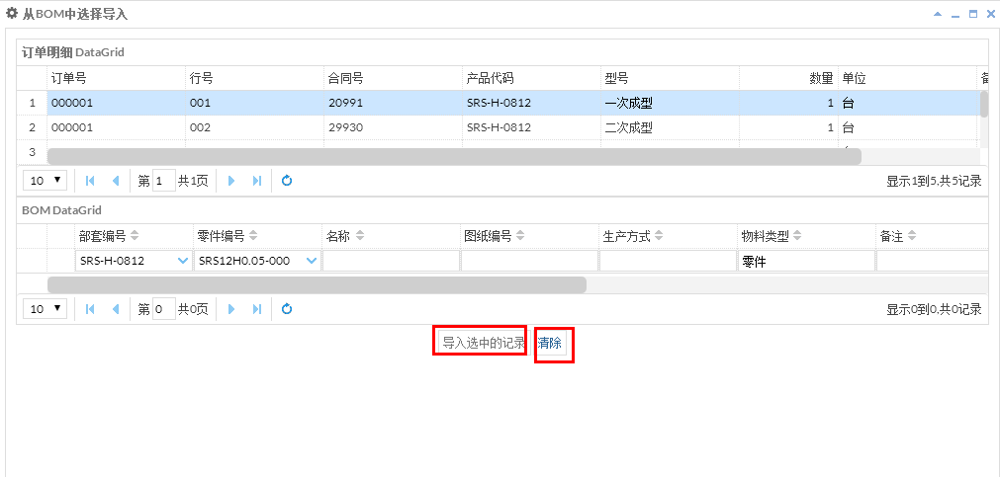 从BOM中选择导入
订单明细 DataGrid
订单号 行号 合同号 产品代码 型号 数量 单位
1 000001 001 20991 SRS-H-0812 一次成型 1 台
2 000001 002 29930 SRS-H-0812 二次成型 1 台
3
10 第 1 共1页 显示1到5,共5记录
BOM DataGrid
部套编号 零件编号 名称 图纸编号 生产方式 物料类型 备注
SRS-H-0812 SRS12H0.05-000 零件
10 第 0 共0页 显示0到0,共0记录
导入选中的记录 清除